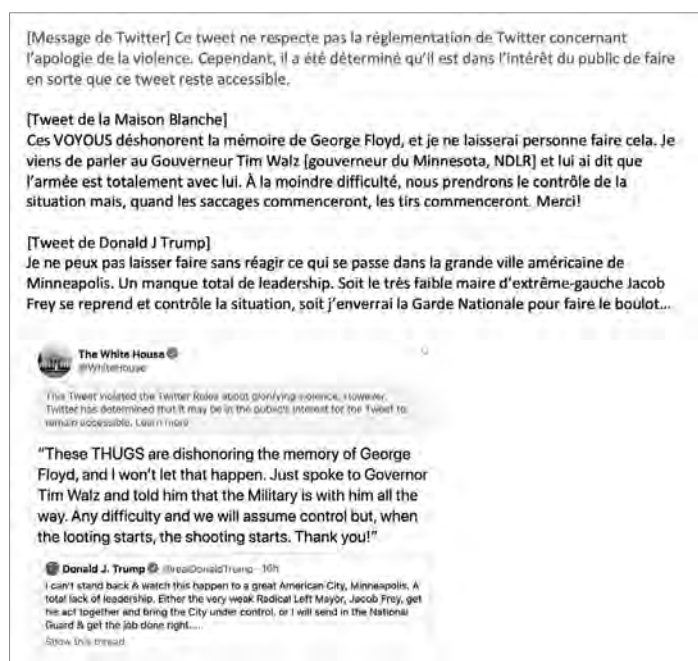 [Message de Twitter] Ce tweet ne respecte pas la réglementation de Twitter concernant
l'apologie de la violence. Cependant, il a été déterminé qu'il est dans l'intérêt du public de faire
en sorte que ce tweet reste accessible.
[Tweet de la Maison Blanche]
Ces VOYOUS déshonorent la mémoire de George Floyd, et je ne laisserai personne faire cela. Je
viens de parler au Gouverneur Tim Walz [gouverneur du Minnesota, NDLR] et lui ai dit que
l'armée est totalement avec lui. À la moindre difficulté, nous prendrons le contrôle de la
situation mais, quand les saccages commenceront, les tirs commenceront. Merci!
[Tweet de Donald J Trump]
Je ne peux pas laisser faire sans réagir ce qui se passe dans la grande ville américaine de
Minneapolis. Un manque total de leadership. Soit le très faible maire d'extrême-gauche Jacob
Frey se reprend et contrôle la situation, soit j'enverrai la Garde Nationale pour faire le boulot...
The White House
@WhiteHouse
This Tweet violated the Twitter Rules about glorifying violence. However,
Twitter has determined that it may be in the public's interest for the Tweet to
remain accessible. Learn more
"These THUGS are dishonoring the memory of George
Floyd, and I won't let that happen. Just spoke to Governor
Tim Walz and told him that the Military is with him all the
way. Any difficulty and we will assume control but, when
the looting starts, the shooting starts. Thank you!"
Donald J. Trump @realDonaldTrump · 16h
I can't stand back & watch this happen to a great American City, Minneapolis. A
total lack of leadership. Either the very weak Radical Left Mayor, Jacob Frey, get
his act together and bring the City under control, or I will send in the National
Guard & get the job done right.....
Show this thread